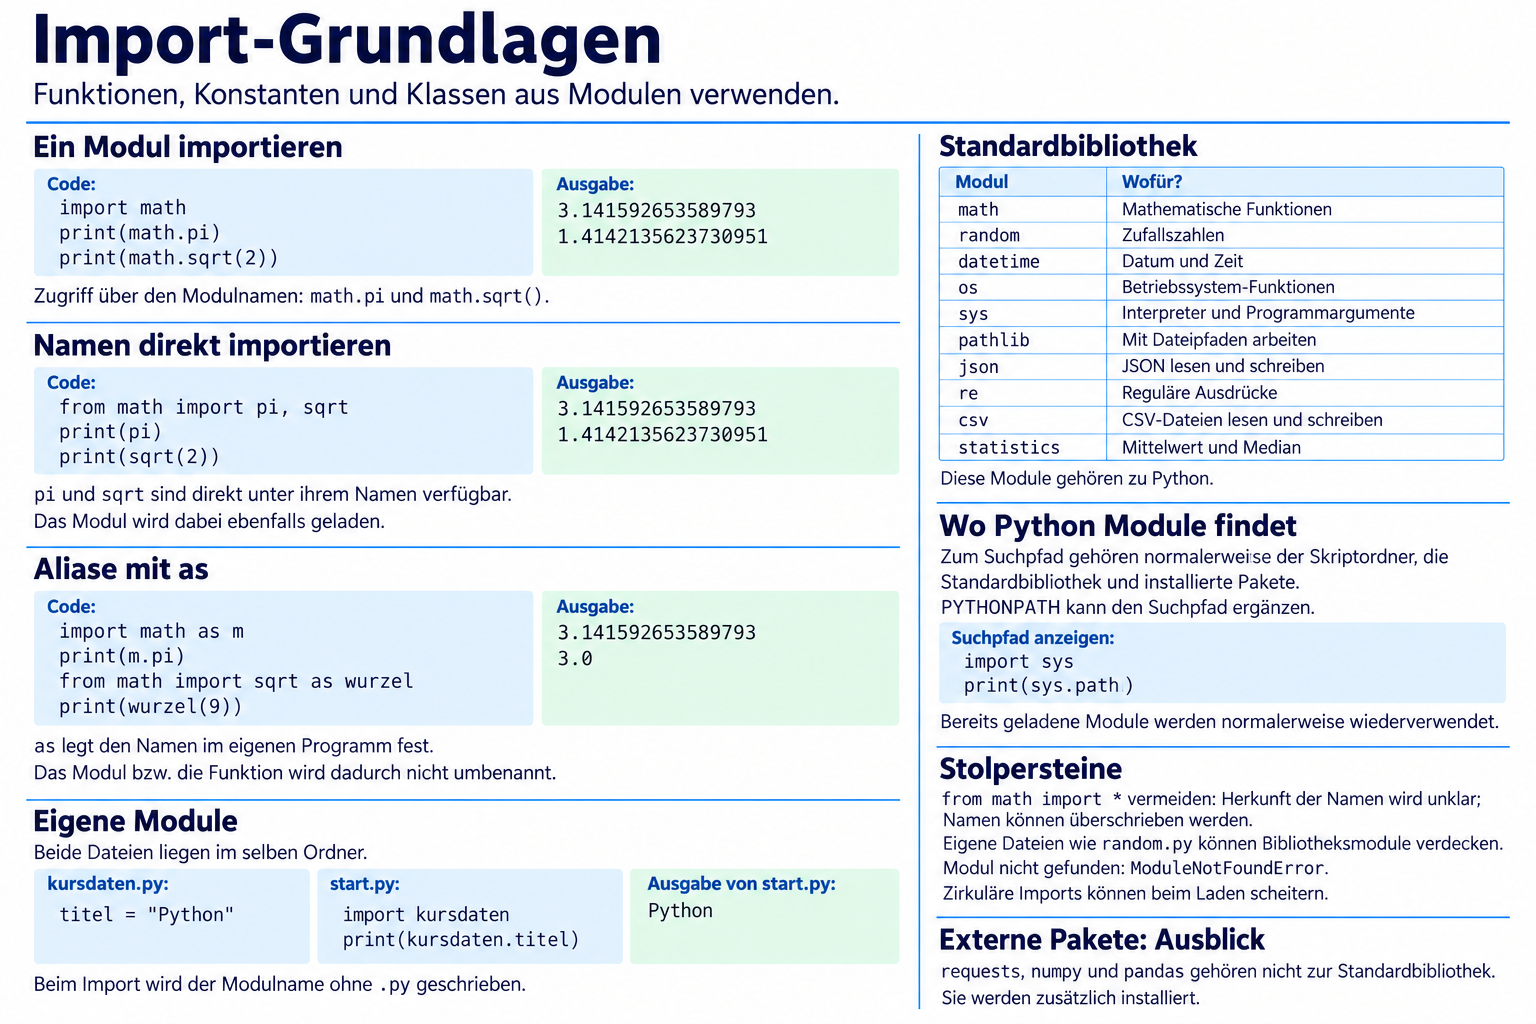 Import-Grundlagen
Funktionen, Konstanten und Klassen aus Modulen verwenden.
Ein Modul importieren
Code:
import math
print(math.pi)
print(math.sqrt(2))
Ausgabe:
3.141592653589793
1.4142135623730951
Zugriff über den Modulnamen: math.pi und math.sqrt().
Namen direkt importieren
Code:
from math import pi, sqrt
print(pi)
print(sqrt(2))
Ausgabe:
3.141592653589793
1.4142135623730951
pi und sqrt sind direkt unter ihrem Namen verfügbar.
Das Modul wird dabei ebenfalls geladen.
Aliase mit as
Code:
import math as m
print(m.pi)
from math import sqrt as wurzel
print(wurzel(9))
Ausgabe:
3.141592653589793
3.0
as legt den Namen im eigenen Programm fest.
Das Modul bzw. die Funktion wird dadurch nicht umbenannt.
Eigene Module
Beide Dateien liegen im selben Ordner.
kursdaten.py:
titel = "Python"
start.py:
import kursdaten
print(kursdaten.titel)
Ausgabe von start.py:
Python
Beim Import wird der Modulname ohne .py geschrieben.
Standardbibliothek
Modul Wofür?
math Mathematische Funktionen
random Zufallszahlen
datetime Datum und Zeit
os Betriebssystem-Funktionen
sys Interpreter und Programmargumente
pathlib Mit Dateipfaden arbeiten
json JSON lesen und schreiben
re Reguläre Ausdrücke
csv CSV-Dateien lesen und schreiben
statistics Mittelwert und Median
Diese Module gehören zu Python.
Wo Python Module findet
Zum Suchpfad gehören normalerweise der Skriptordner, die
Standardbibliothek und installierte Pakete.
PYTHONPATH kann den Suchpfad ergänzen.
Suchpfad anzeigen:
import sys
print(sys.path)
Bereits geladene Module werden normalerweise wiederverwendet.
Stolpersteine
from math import * vermeiden: Herkunft der Namen wird unklar;
Namen können überschrieben werden.
Eigene Dateien wie random.py können Bibliotheksmodule verdecken.
Modul nicht gefunden: ModuleNotFoundError.
Zirkuläre Imports können beim Laden scheitern.
Externe Pakete: Ausblick
requests, numpy und pandas gehören nicht zur Standardbibliothek.
Sie werden zusätzlich installiert.